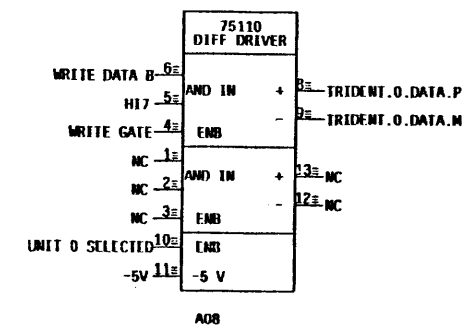 75110
DIFF DRIVER
WRITE DATA B 6 AND IN + 8 TRIDENT.O.DATA.P
HI7 5 - 9 TRIDENT.O.DATA.M
WRITE GATE 4 ENB
NC 1 AND IN + 13 NC
NC 2 - 12 NC
NC 3 ENB
UNIT 0 SELECTED 10 ENB
-5V 11 -5 V
A08